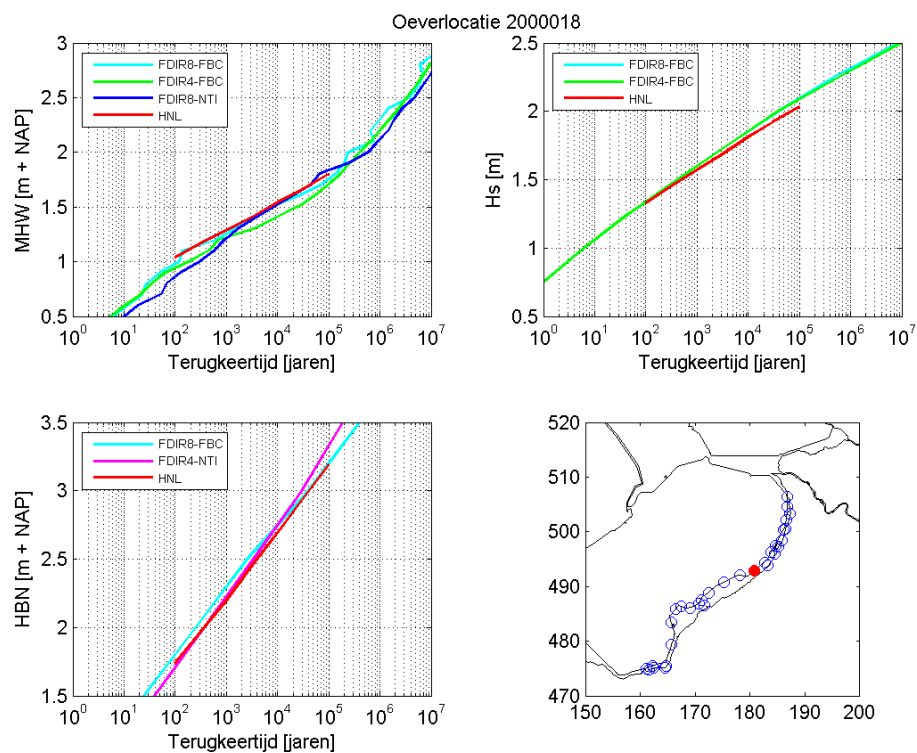 Oeverlocatie 2000018
MHW [m + NAP]
3
2.5
2
1.5
1
0.5
FDIR8-FBC
FDIR4-FBC
FDIR8-NTI
HNL
10^0 10^1 10^2 10^3 10^4 10^5 10^6 10^7
Terugkeertijd [jaren]
Hs [m]
2.5
2
1.5
1
0.5
FDIR8-FBC
FDIR4-FBC
HNL
10^0 10^1 10^2 10^3 10^4 10^5 10^6 10^7
Terugkeertijd [jaren]
HBN [m + NAP]
3.5
3
2.5
2
1.5
FDIR8-FBC
FDIR4-NTI
HNL
10^0 10^1 10^2 10^3 10^4 10^5 10^6 10^7
Terugkeertijd [jaren]
520
510
500
490
480
470
150 160 170 180 190 200